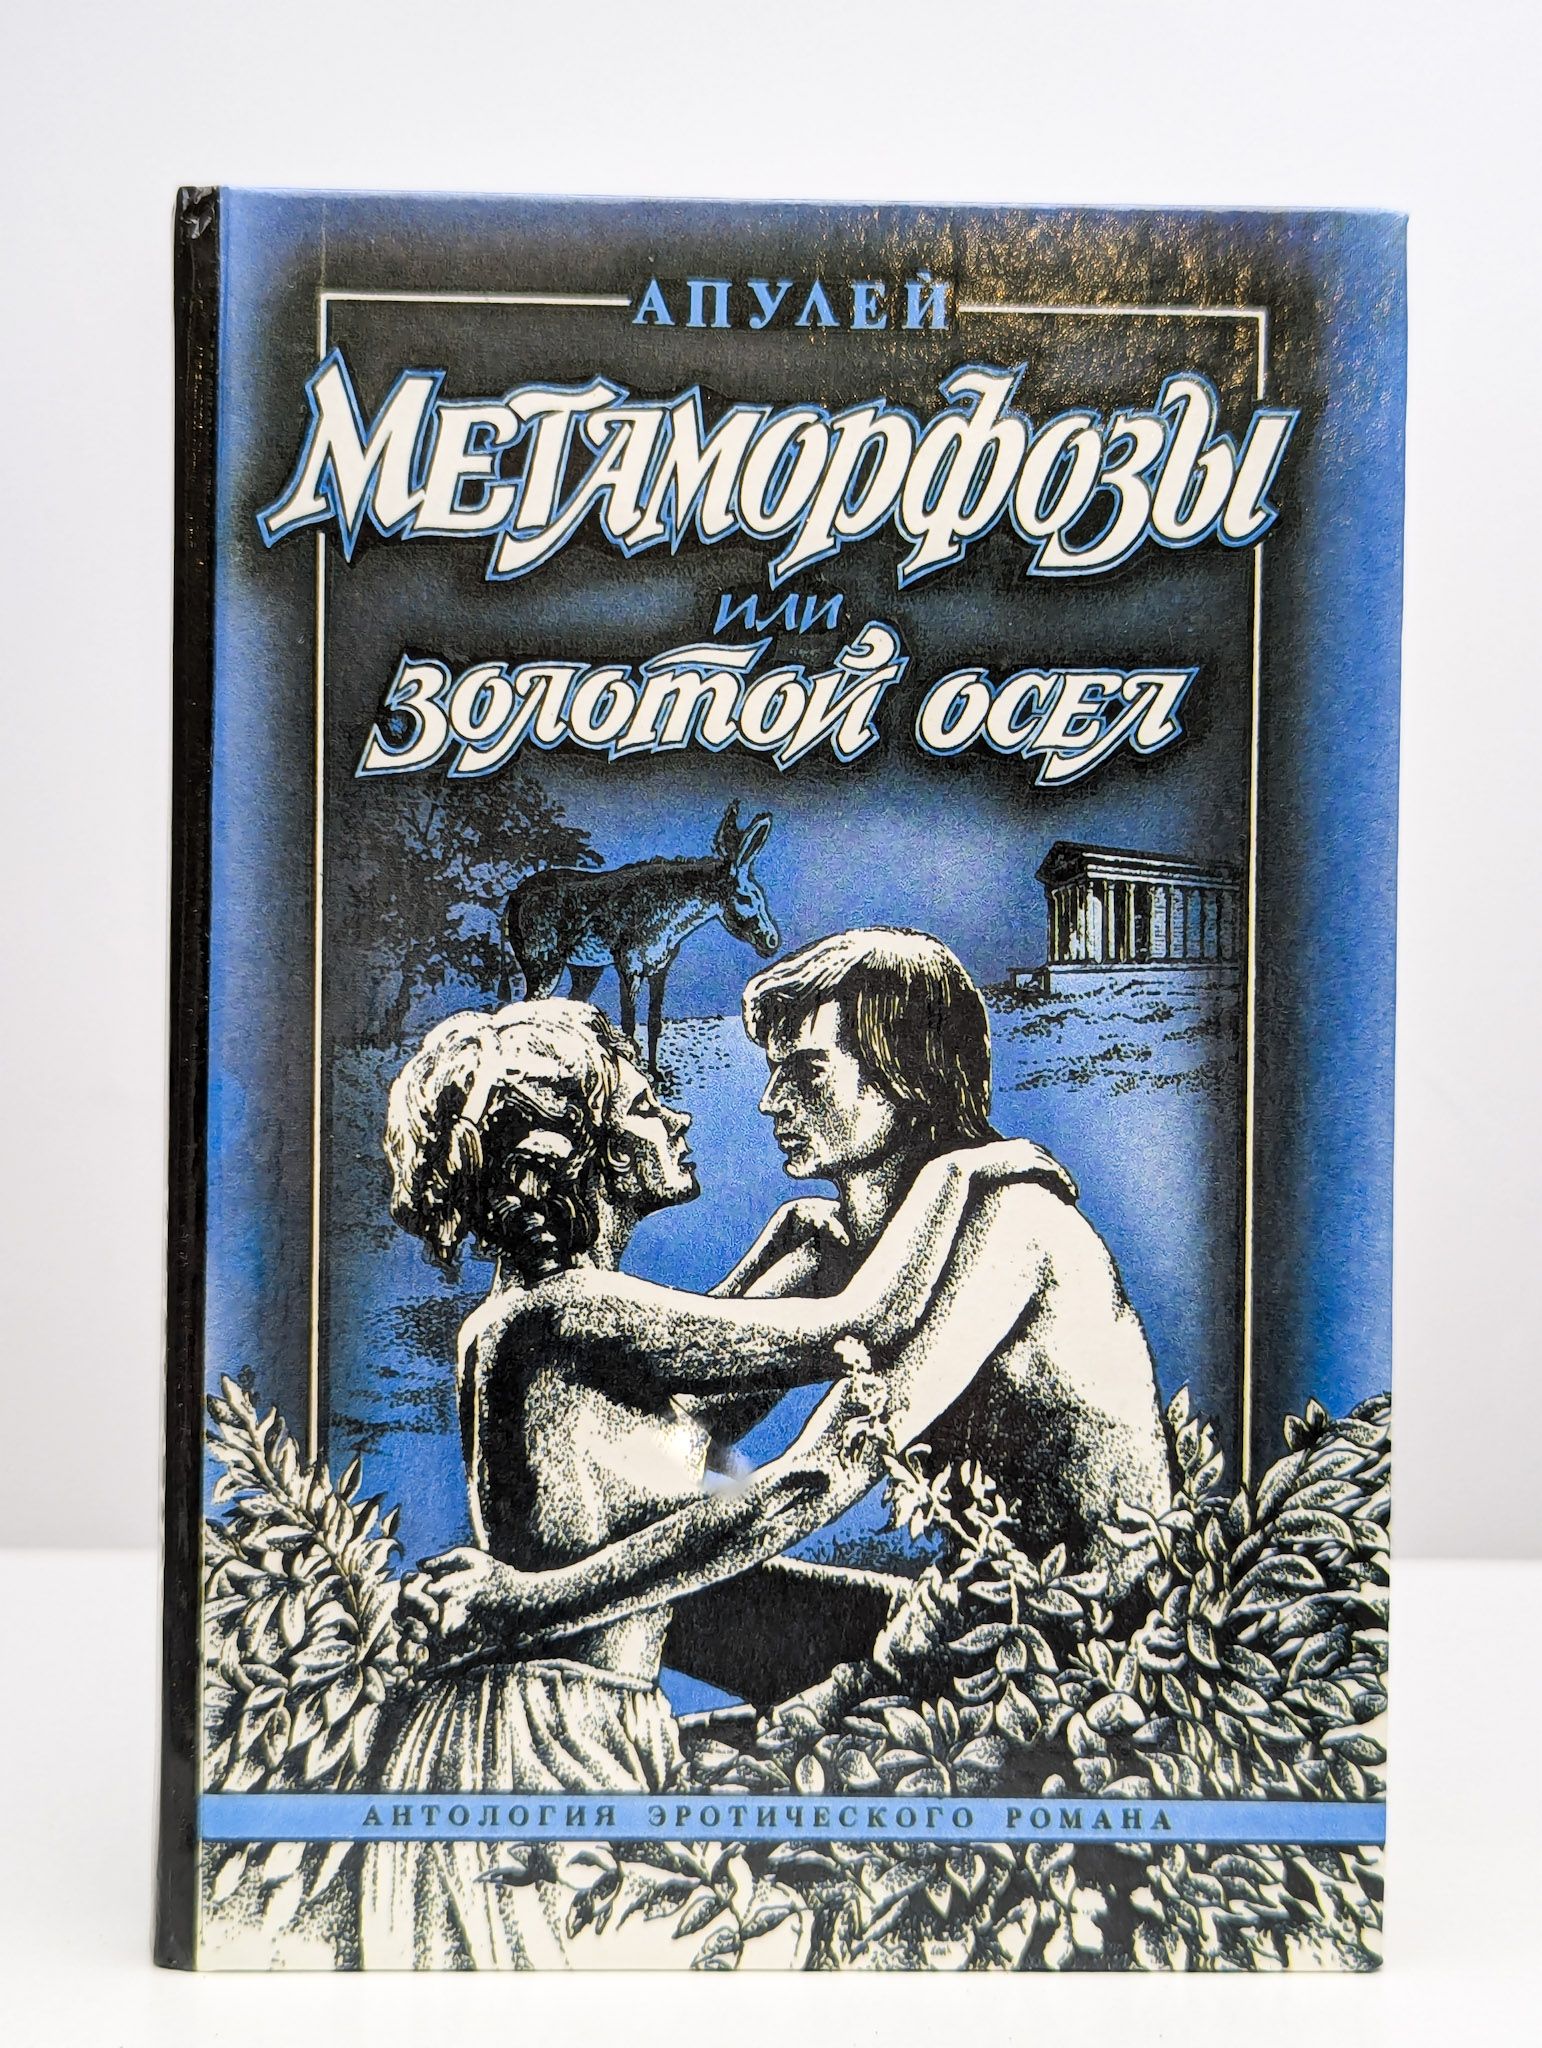 АПУЛЕЙ
МЕТАМОРФОЗЫ
ИЛИ
ЗОЛОТОЙ ОСЕЛ
АНТОЛОГИЯ ЭРОТИЧЕСКОГО РОМАНА